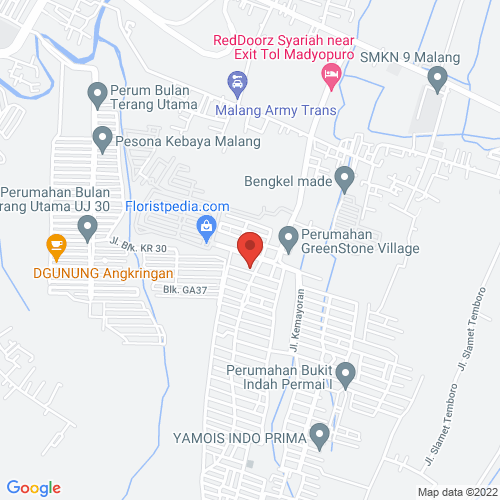 RedDoorz Syariah near
Exit Tol Madyopuro
SMKN 9 Malang
Perum Bulan
Terang Utama
Malang Army Trans
Pesona Kebaya Malang
Bengkel made
Perumahan Bulan
rang Utama UJ 30
Floristpedia.com
Jl. Blk. KR 30
Perumahan
GreenStone Village
DGUNUNG Angkringan
Blk. GA37
Jl. Kemayoran
Jl. Slamet Temboro
Perumahan Bukit
Indah Permai I
Jl. Slamet Temboro
YAMOIS INDO PRIMA
Google
Map data ©2022